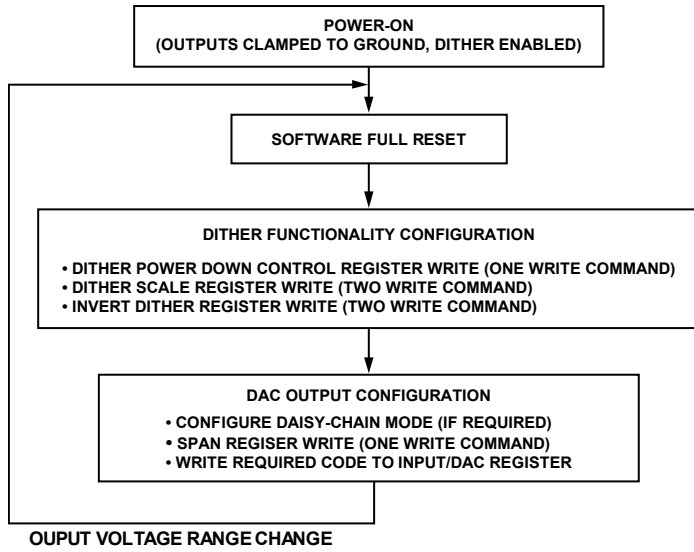 POWER-ON
(OUTPUTS CLAMPED TO GROUND, DITHER ENABLED)
SOFTWARE FULL RESET
DITHER FUNCTIONALITY CONFIGURATION
• DITHER POWER DOWN CONTROL REGISTER WRITE (ONE WRITE COMMAND)
• DITHER SCALE REGISTER WRITE (TWO WRITE COMMAND)
• INVERT DITHER REGISTER WRITE (TWO WRITE COMMAND)
DAC OUTPUT CONFIGURATION
• CONFIGURE DAISY-CHAIN MODE (IF REQUIRED)
• SPAN REGISER WRITE (ONE WRITE COMMAND)
• WRITE REQUIRED CODE TO INPUT/DAC REGISTER
OUPUT VOLTAGE RANGE CHANGE